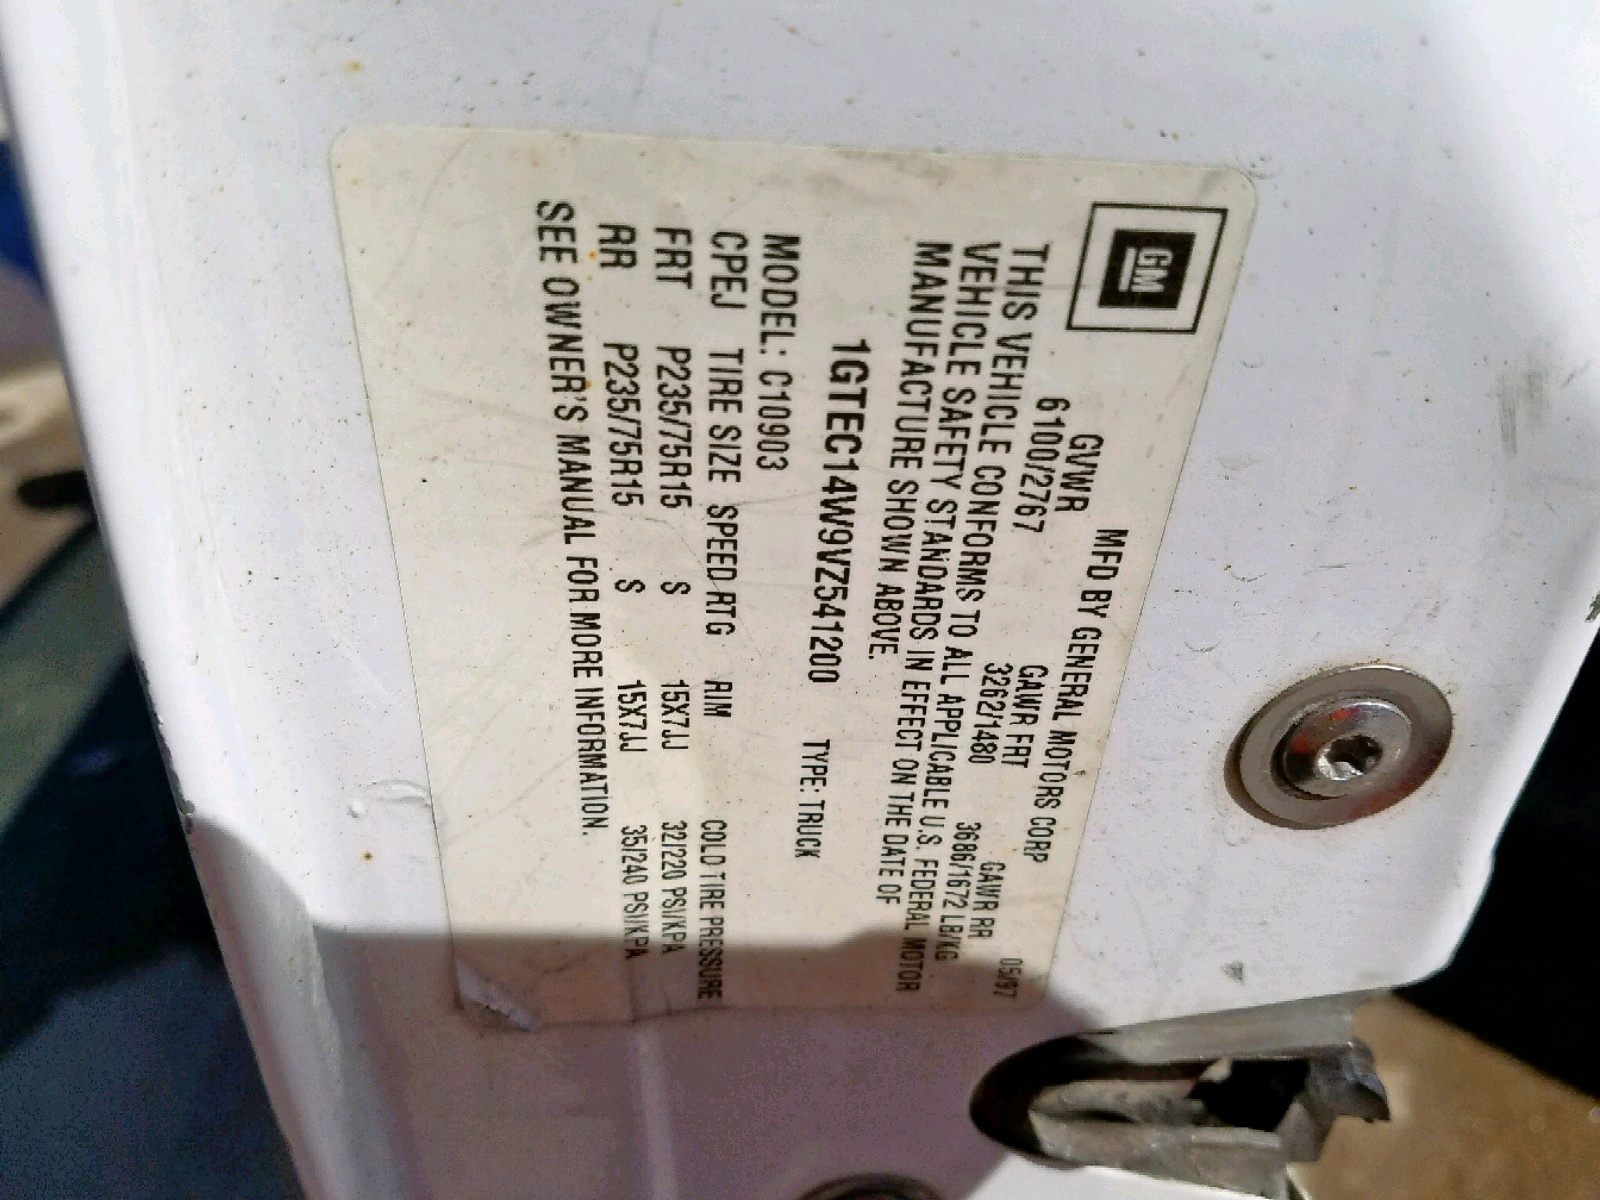 GM
MFD BY GENERAL MOTORS CORP 05/97
GVWR GAWR FRT GAWR RR
6100/2767 3262/1480 3686/1672 LB/KG
THIS VEHICLE CONFORMS TO ALL APPLICABLE U.S. FEDERAL MOTOR
VEHICLE SAFETY STANDARDS IN EFFECT ON THE DATE OF
MANUFACTURE SHOWN ABOVE.
1GTEC14W9VZ541200 TYPE: TRUCK
MODEL: C10903
CPEJ TIRE SIZE SPEED RTG RIM COLD TIRE PRESSURE
FRT P235/75R15 S 15X7JJ 32/220 PSI/KPA
RR P235/75R15 S 15X7JJ 35/240 PSI/KPA
SEE OWNER'S MANUAL FOR MORE INFORMATION.